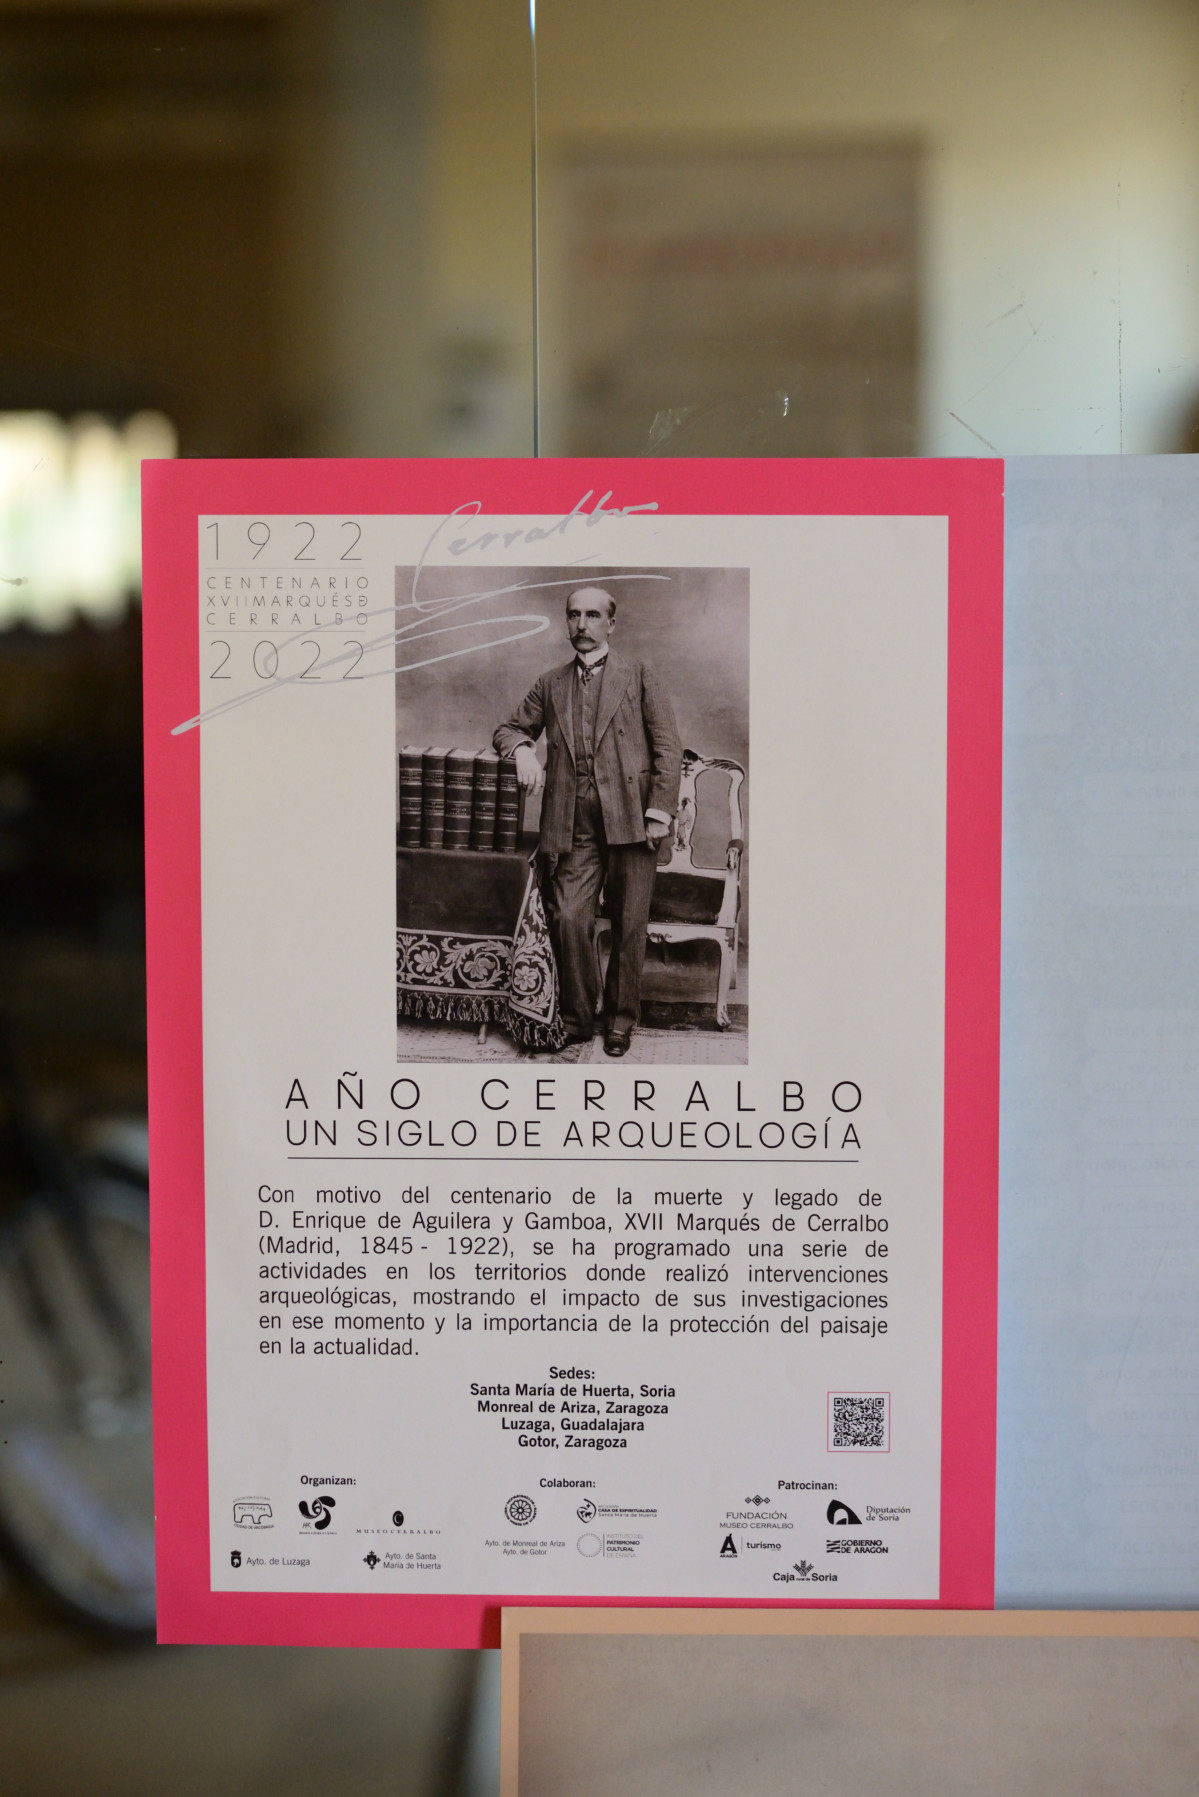 1922
CENTENARIO
XVII MARQUÉS DE
CERRALBO
2022
Cerralbo
AÑO CERRALBO
UN SIGLO DE ARQUEOLOGÍA
Con motivo del centenario de la muerte y legado de
D. Enrique de Aguilera y Gamboa, XVII Marqués de Cerralbo
(Madrid, 1845 - 1922), se ha programado una serie de
actividades en los territorios donde realizó intervenciones
arqueológicas, mostrando el impacto de sus investigaciones
en ese momento y la importancia de la protección del paisaje
en la actualidad.
Sedes:
Santa María de Huerta, Soria
Monreal de Ariza, Zaragoza
Luzaga, Guadalajara
Gotor, Zaragoza
Organizan:
MUSEO CERRALBO
Ayto. de Luzaga
Ayto. de Santa
María de Huerta
Colaboran:
CASA DE ESPIRITUALIDAD
Santa María de Huerta
Ayto. de Monreal de Ariza
Ayto. de Gotor
INSTITUTO DEL
PATRIMONIO
CULTURAL
DE ESPAÑA
Patrocinan:
FUNDACIÓN
MUSEO CERRALBO
Diputación
de Soria
ARAGÓN
turismo
GOBIERNO
DE ARAGON
Caja Soria